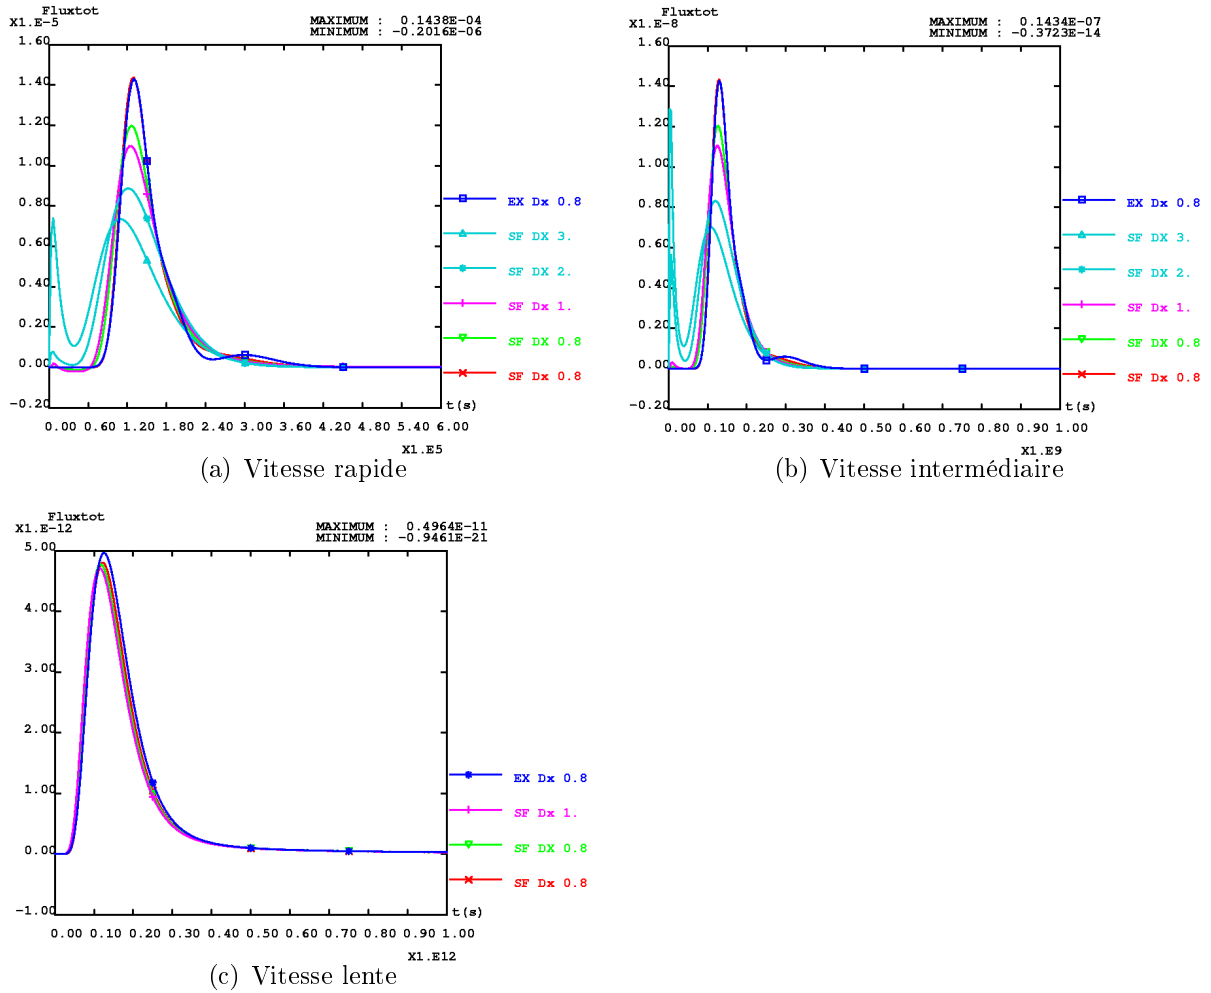 Fluxtot
X1.E-5
MAXIMUM : 0.1438E-04
MINIMUM : -0.2016E-06
1.60
1.40
1.20
1.00
0.80
0.60
0.40
0.20
0.00
-0.20
EX Dx 0.8
SF DX 3.
SF DX 2.
SF Dx 1.
SF DX 0.8
SF Dx 0.8
t(s)
0.00 0.60 1.20 1.80 2.40 3.00 3.60 4.20 4.80 5.40 6.00
X1.E5
(a) Vitesse rapide
Fluxtot
X1.E-8
MAXIMUM : 0.1434E-07
MINIMUM : -0.3723E-14
1.60
1.40
1.20
1.00
0.80
0.60
0.40
0.20
0.00
-0.20
EX Dx 0.8
SF DX 3.
SF DX 2.
SF Dx 1.
SF DX 0.8
SF Dx 0.8
t(s)
0.00 0.10 0.20 0.30 0.40 0.50 0.60 0.70 0.80 0.90 1.00
X1.E9
(b) Vitesse intermédiaire
Fluxtot
X1.E-12
MAXIMUM : 0.4964E-11
MINIMUM : -0.9461E-21
5.00
4.00
3.00
2.00
1.00
0.00
-1.00
EX Dx 0.8
SF Dx 1.
SF DX 0.8
SF Dx 0.8
t(s)
0.00 0.10 0.20 0.30 0.40 0.50 0.60 0.70 0.80 0.90 1.00
X1.E12
(c) Vitesse lente